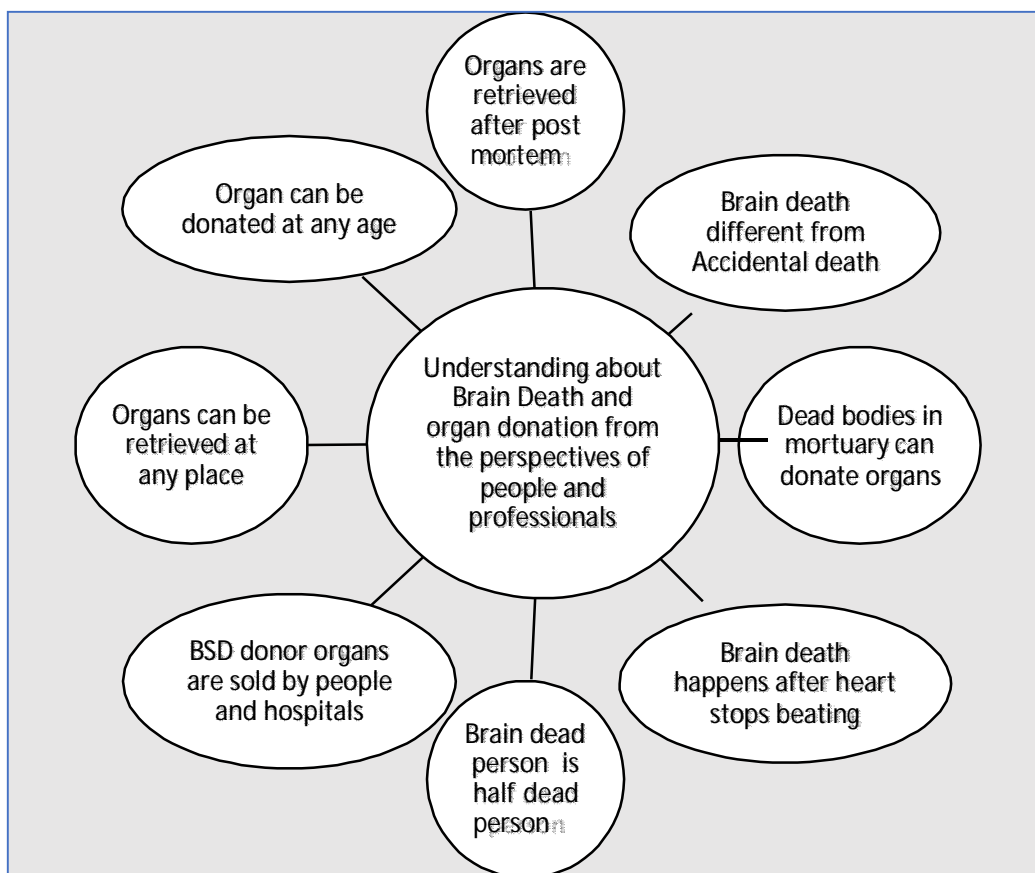 Organs are
retrieved
after post
mortem
Organ can be
donated at any age
Brain death
different from
Accidental death
Understanding about
Brain Death and
organ donation from
the perspectives of
people and
professionals
Organs can be
retrieved at
any place
Dead bodies in
mortuary can
donate organs
BSD donor organs
are sold by people
and hospitals
Brain death
happens after heart
stops beating
Brain dead
person is
half dead
person